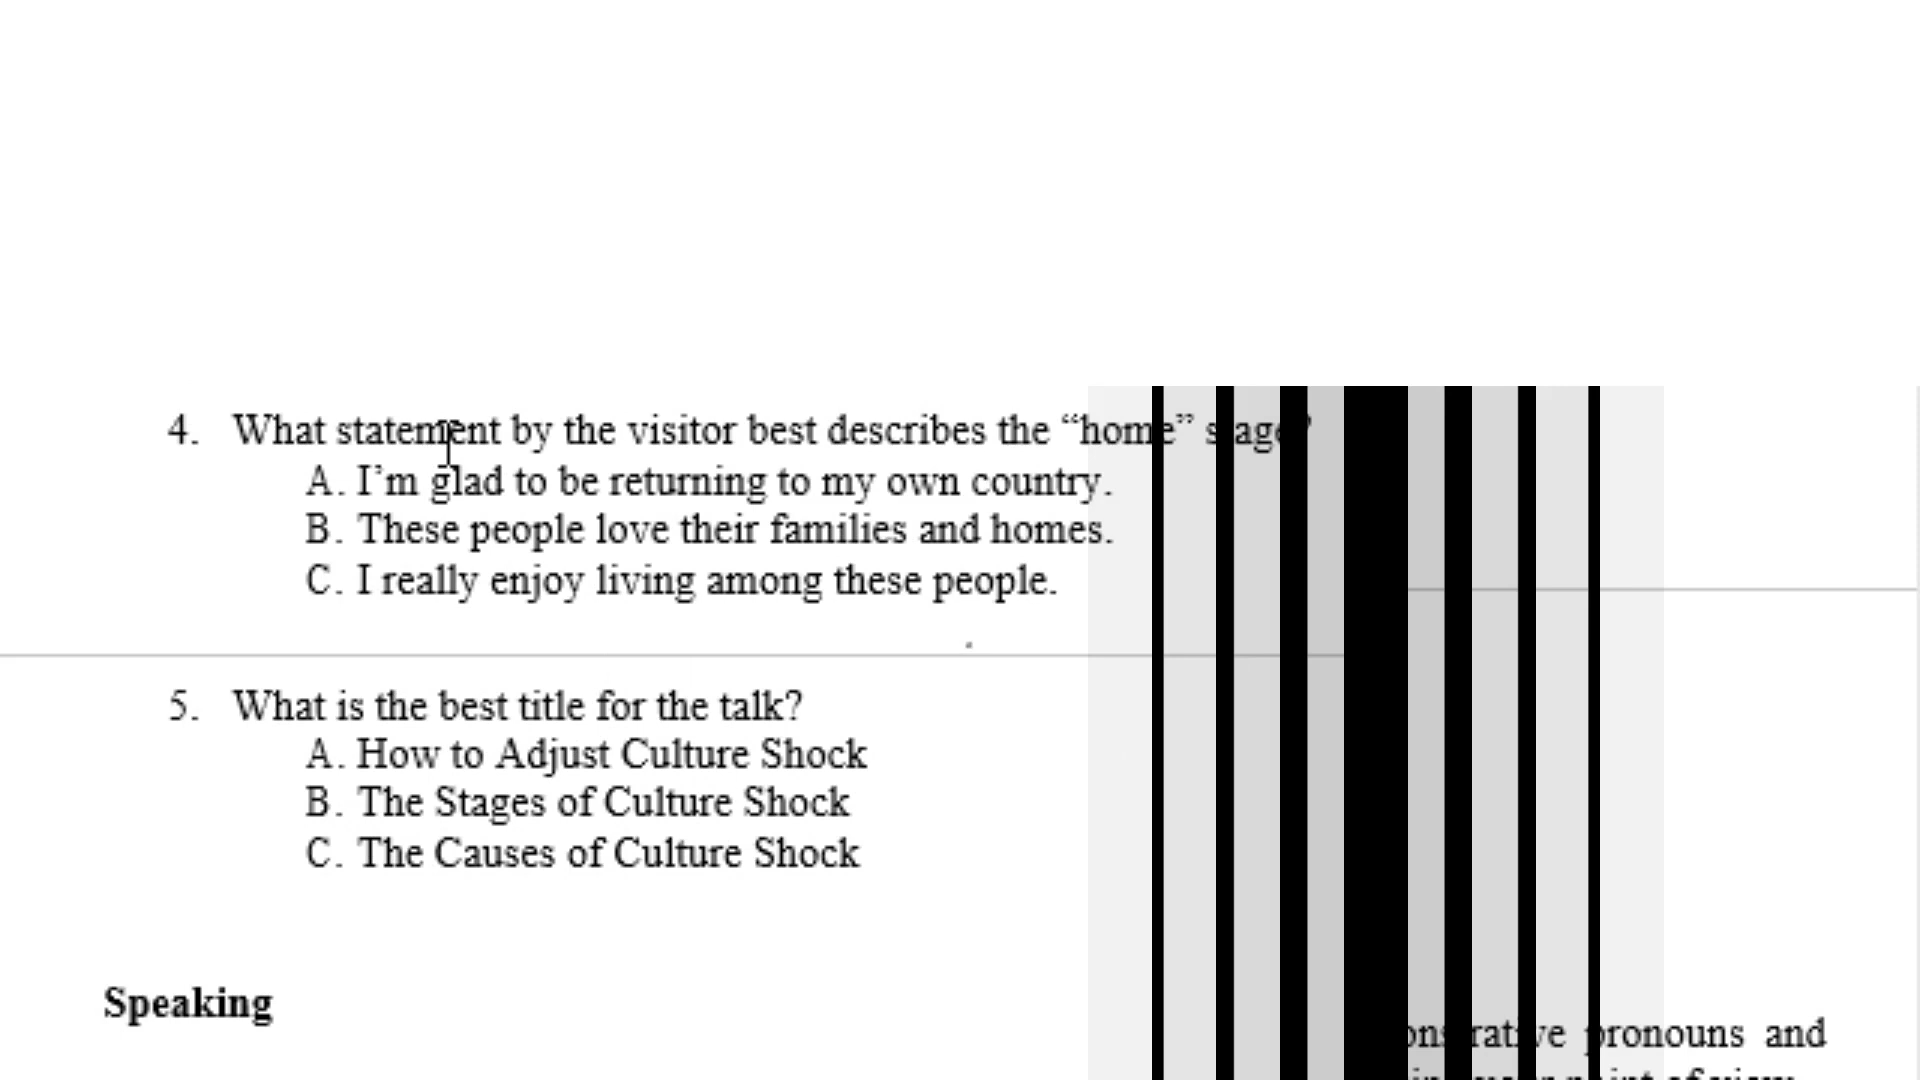 4. What statement by the visitor best describes the “home” stage?
A. I’m glad to be returning to my own country.
B. These people love their families and homes.
C. I really enjoy living among these people.
5. What is the best title for the talk?
A. How to Adjust Culture Shock
B. The Stages of Culture Shock
C. The Causes of Culture Shock
Speaking
pronouns and
point of view